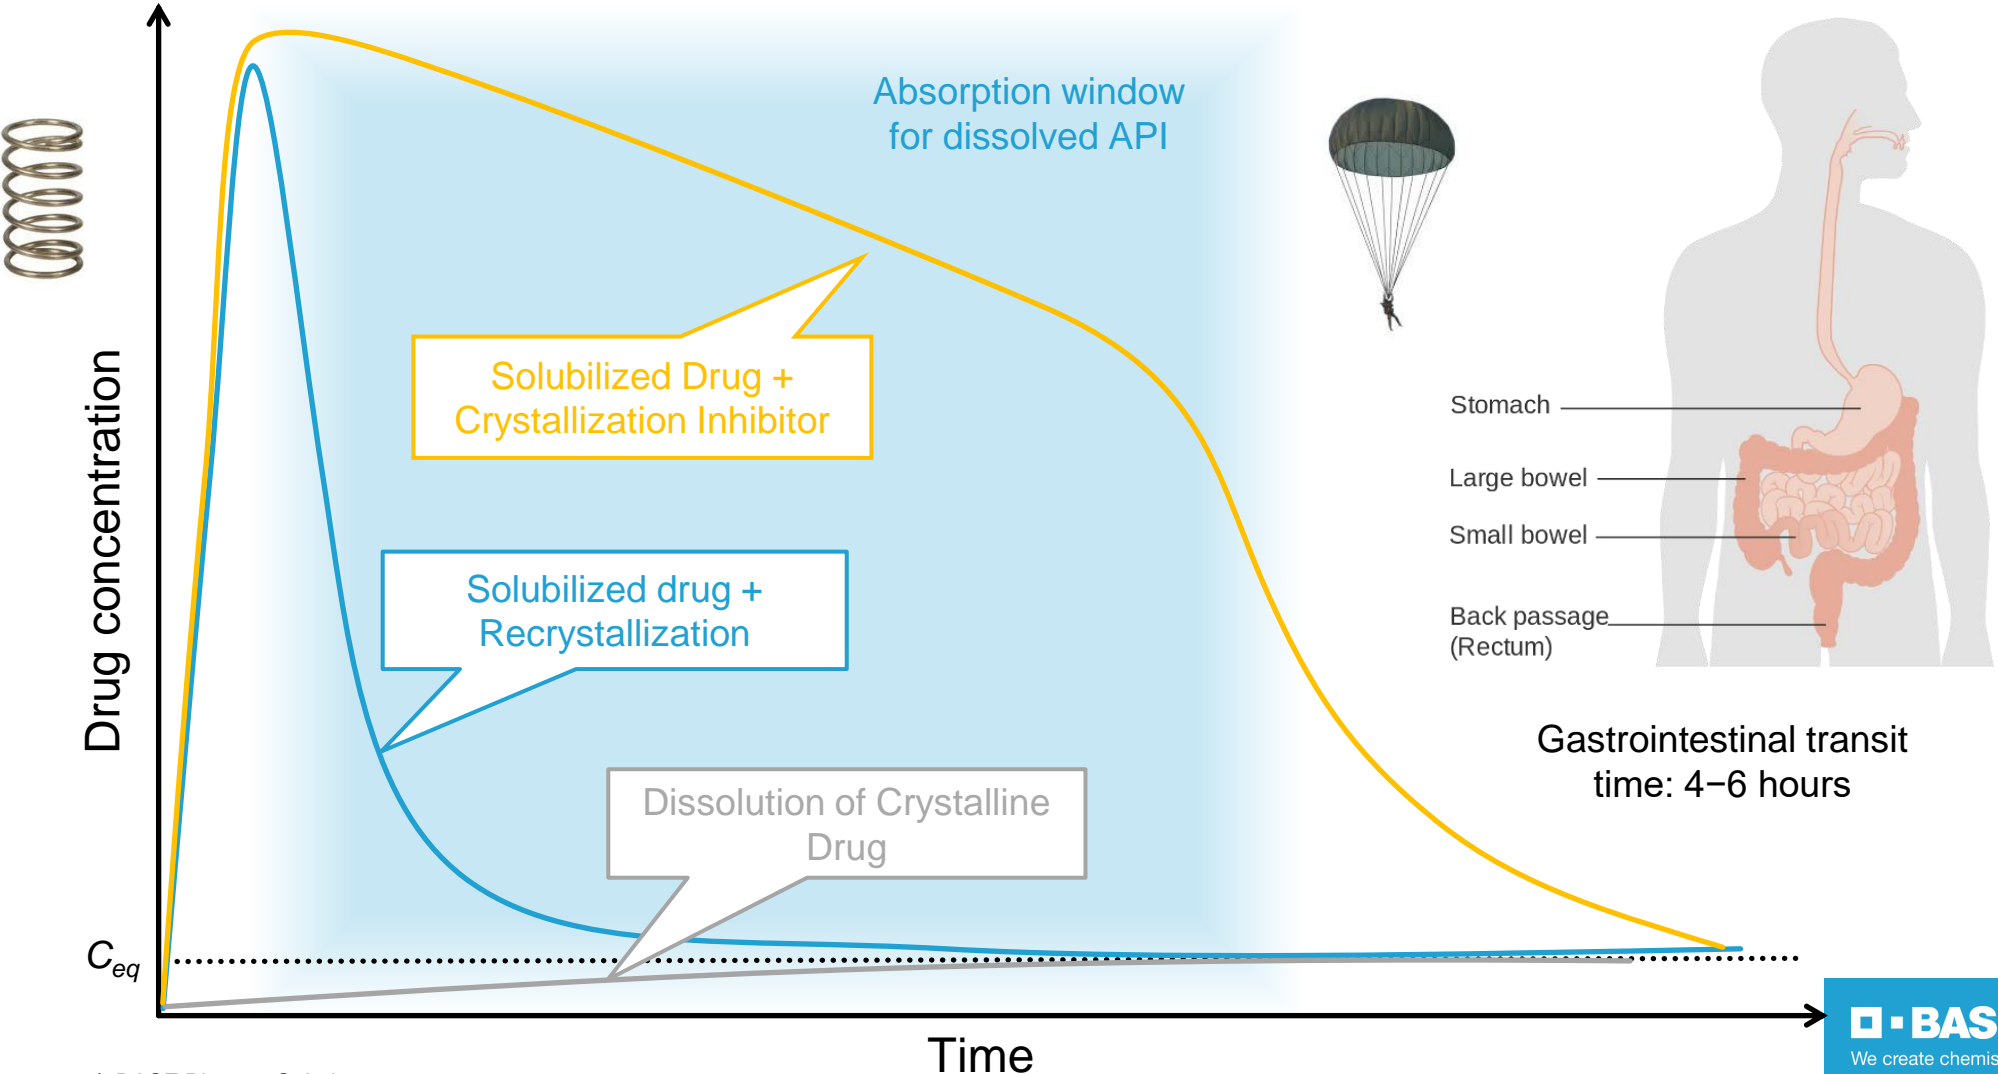 Absorption window
for dissolved API
Solubilized Drug +
Crystallization Inhibitor
Solubilized drug +
Recrystallization
Dissolution of Crystalline
Drug
Drug concentration
Ceq
Time
Stomach
Large bowel
Small bowel
Back passage
(Rectum)
Gastrointestinal transit
time: 4–6 hours
BAS
We create chemis